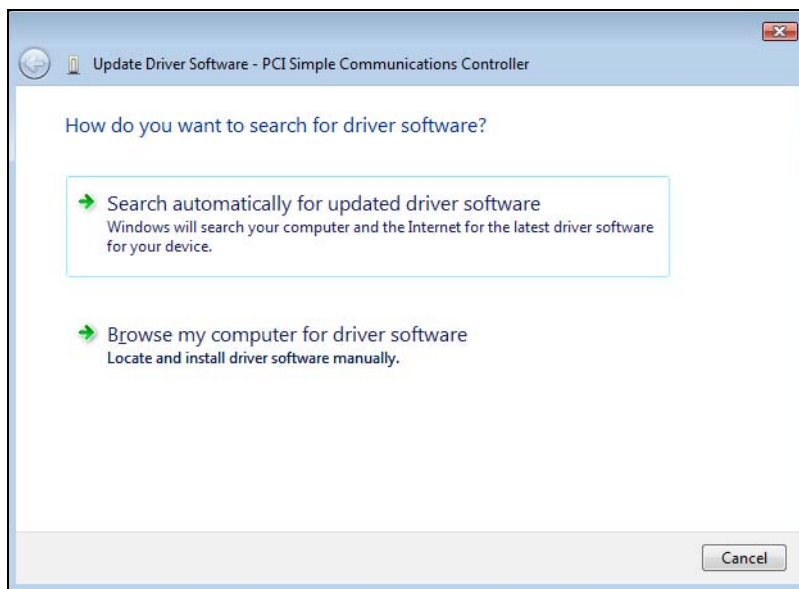 Update Driver Software - PCI Simple Communications Controller
How do you want to search for driver software?
Search automatically for updated driver software
Windows will search your computer and the Internet for the latest driver software
for your device.
Browse my computer for driver software
Locate and install driver software manually.
Cancel